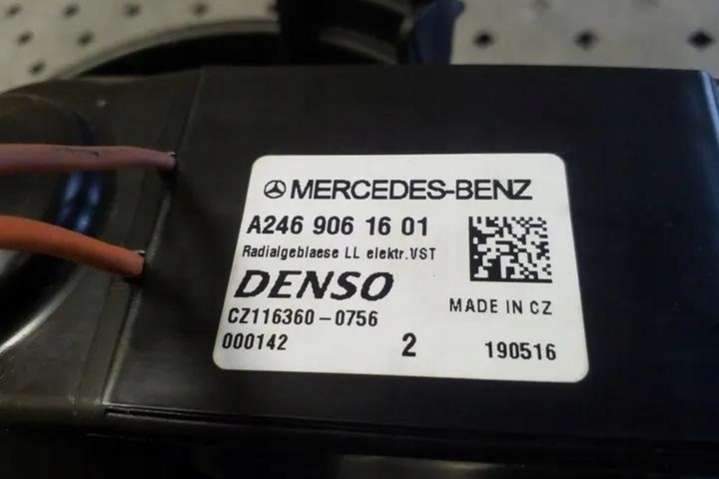 MERCEDES-BENZ
A246 906 16 01
Radialgeblaese LL elektr.VST
DENSO
MADE IN CZ
CZ116360-0756
000142 2 190516